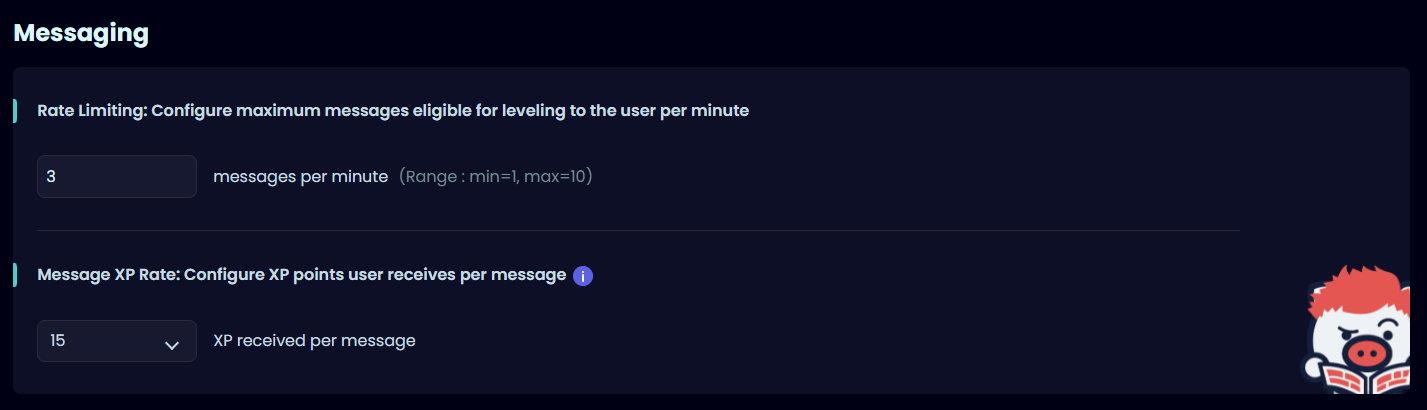 Messaging
Rate Limiting: Configure maximum messages eligible for leveling to the user per minute
3 messages per minute (Range : min=1, max=10)
Message XP Rate: Configure XP points user receives per message i
15 XP received per message